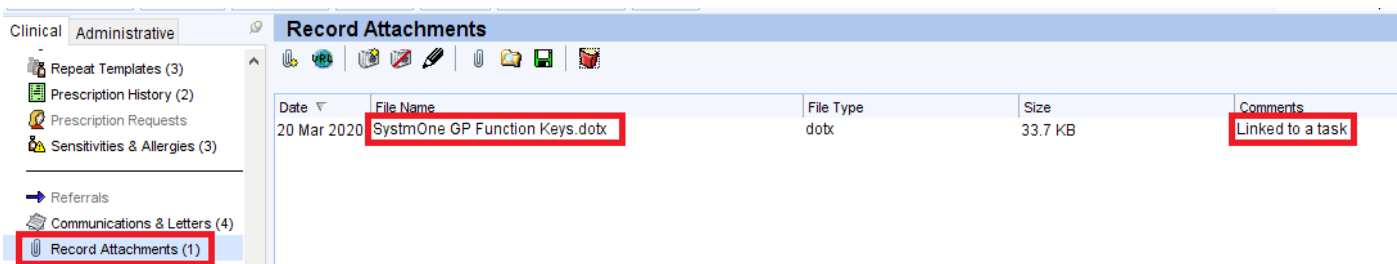 Clinical
Administrative
Record Attachments
URL
Repeat Templates (3)
Prescription History (2)
Prescription Requests
Sensitivities & Allergies (3)
Referrals
Communications & Letters (4)
Record Attachments (1)
Date File Name File Type Size Comments
20 Mar 2020 SystmOne GP Function Keys.dotx dotx 33.7 KB Linked to a task